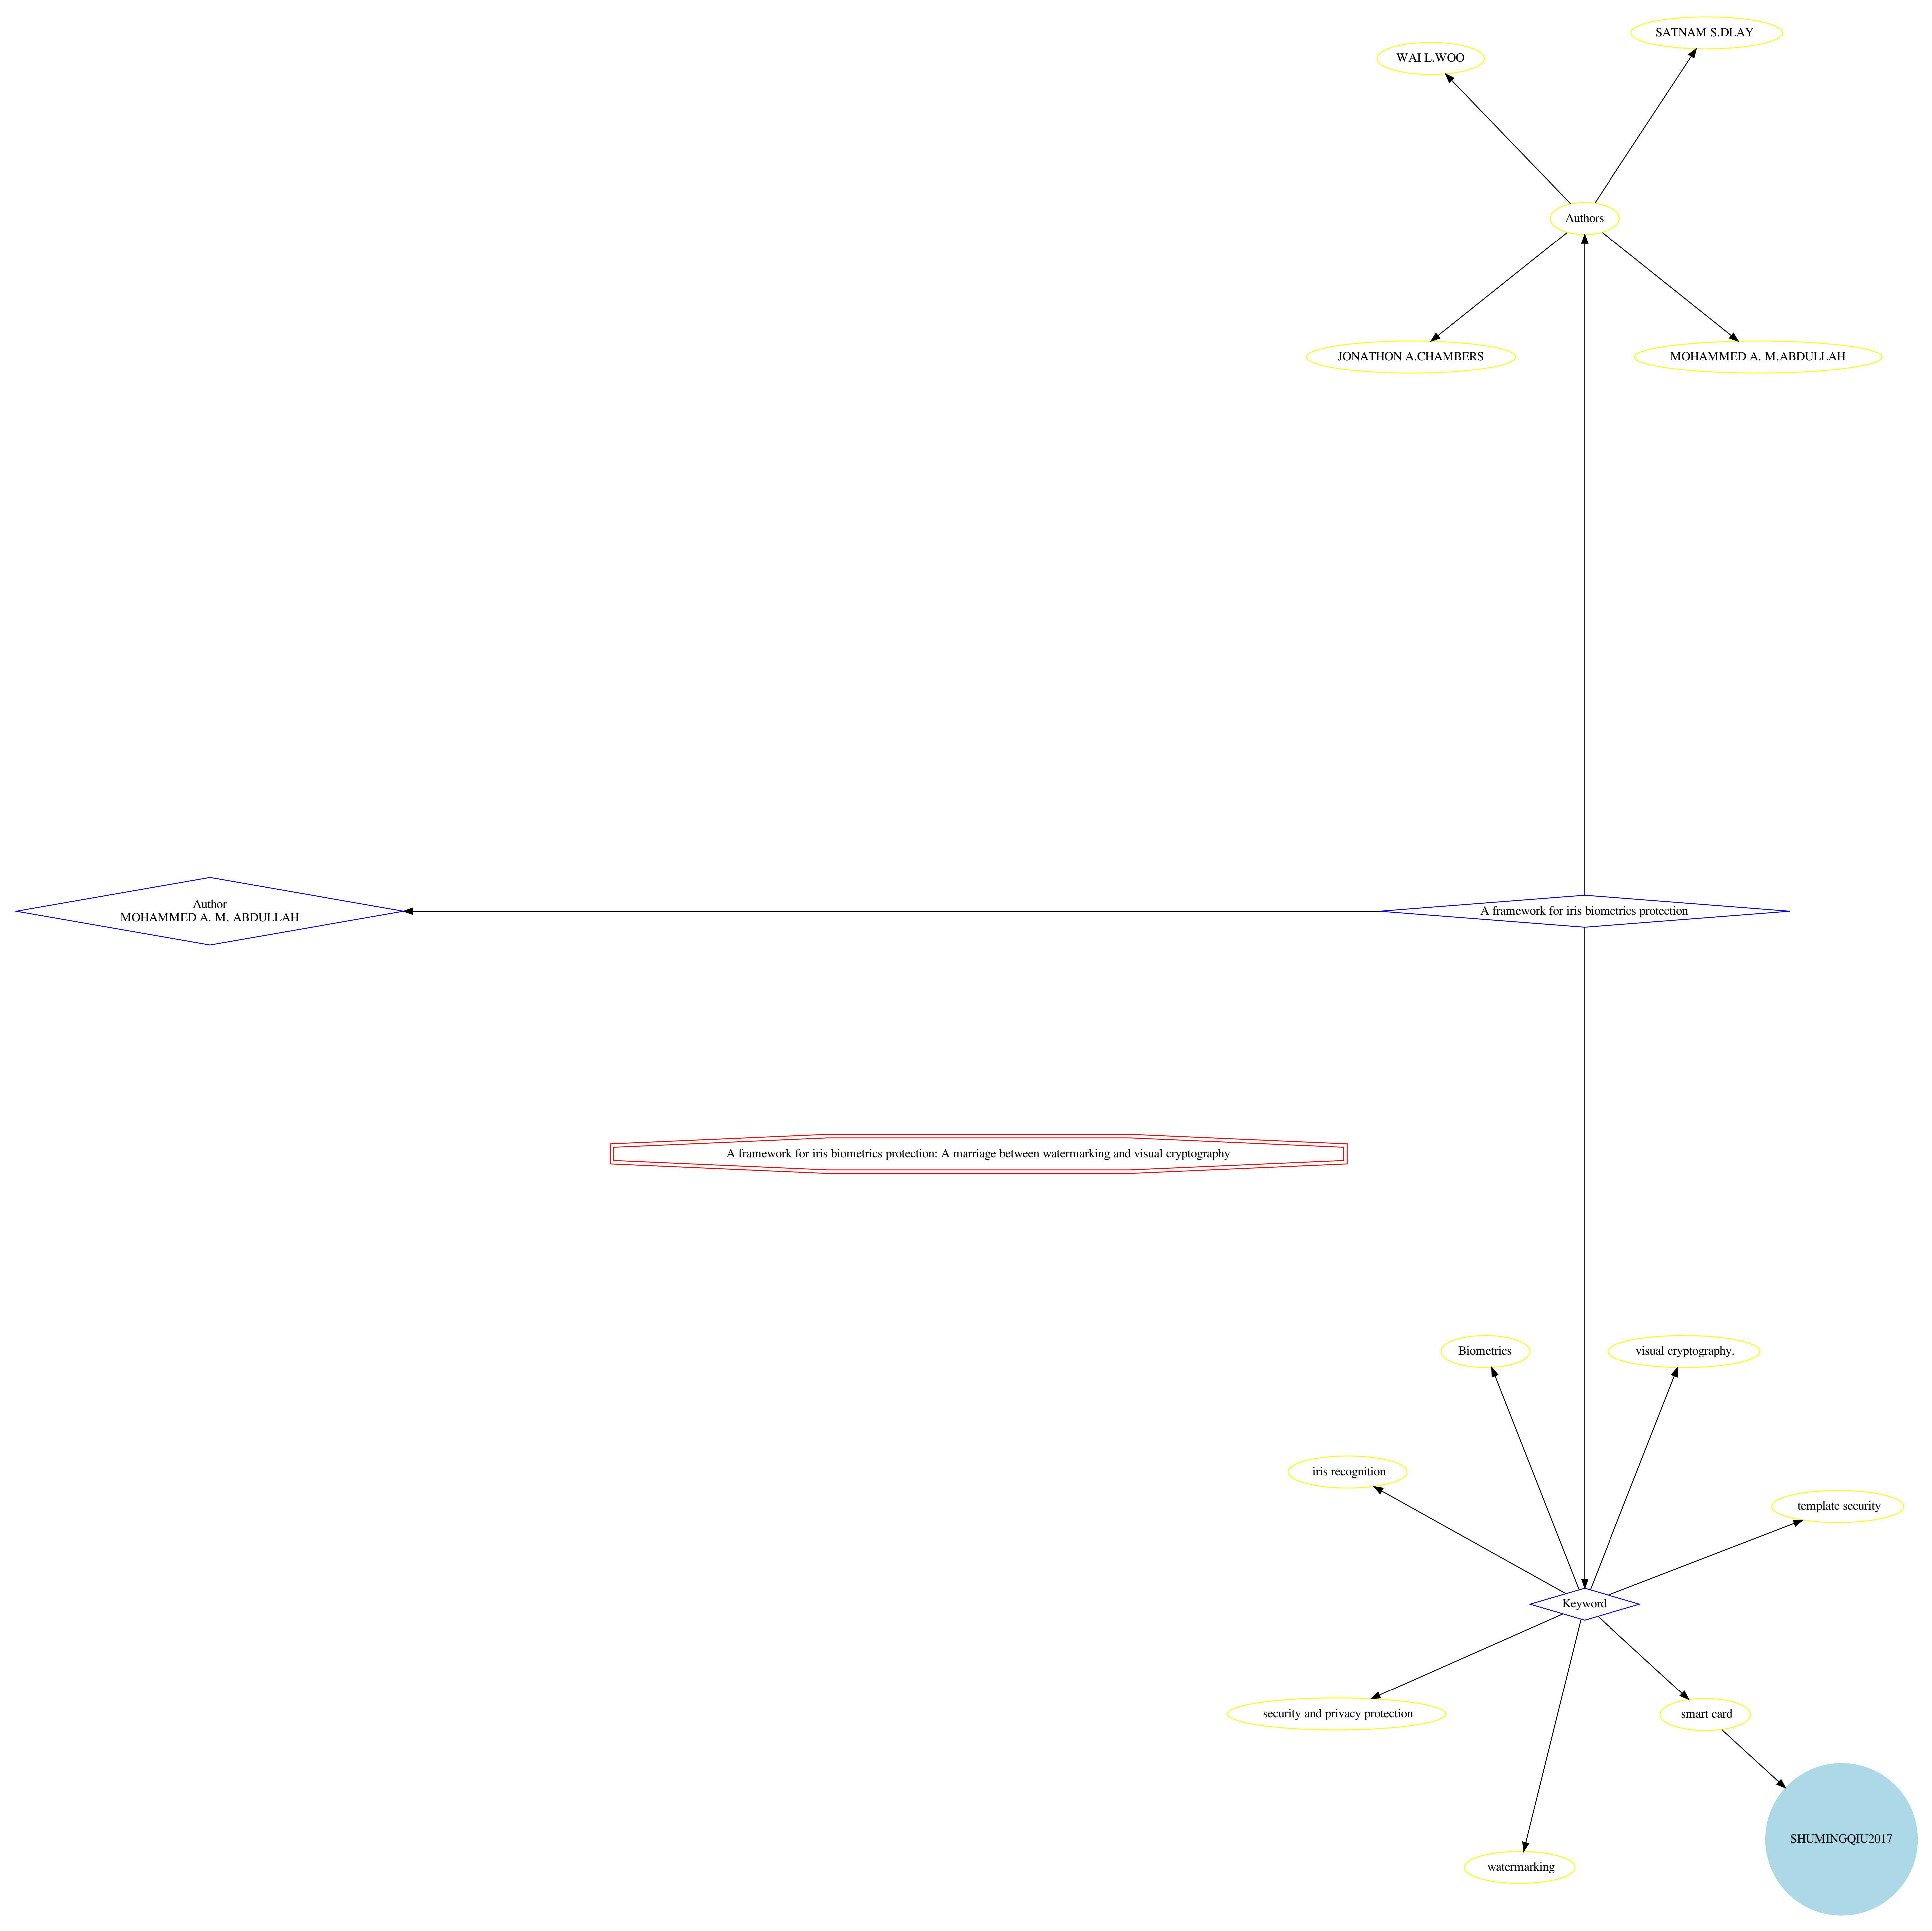 SATNAM S.DLAY
WAI L.WOO
Authors
JONATHON A.CHAMBERS
MOHAMMED A. M.ABDULLAH
Author
MOHAMMED A. M. ABDULLAH
A framework for iris biometrics protection
A framework for iris biometrics protection: A marriage between watermarking and visual cryptography
Biometrics
visual cryptography.
iris recognition
template security
Keyword
security and privacy protection
smart card
SHUMINGQIU2017
watermarking